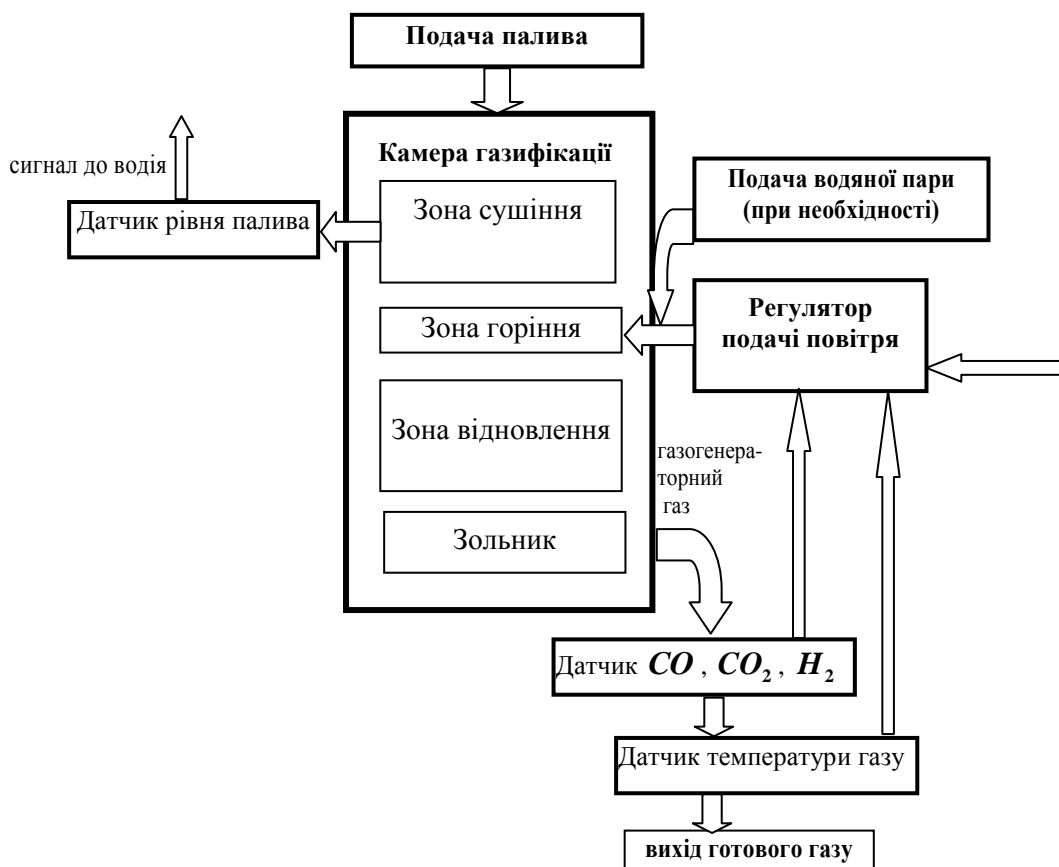 Подача палива
Камера газифікації
сигнал до водія
Датчик рівня палива
Зона сушіння
Подача водяної пари
(при необхідності)
Зона горіння
Регулятор
подачі повітря
Зона відновлення
газогенера-
торний
газ
Зольник
Датчик CO , CO₂ , H₂
Датчик температури газу
вихід готового газу